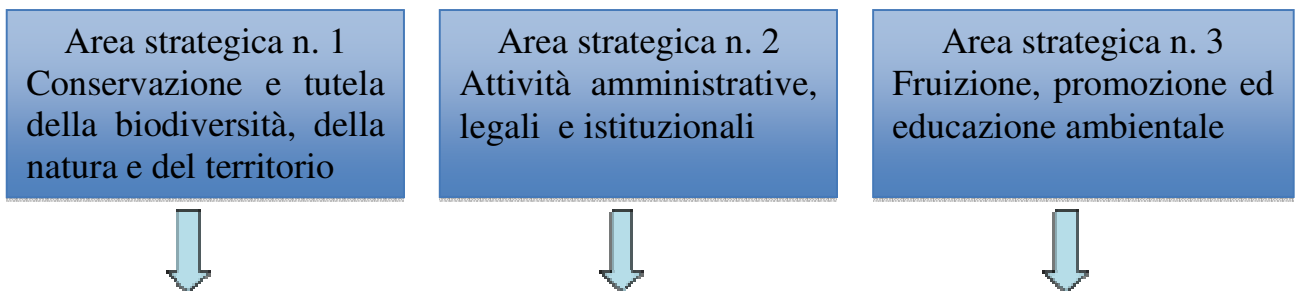 Area strategica n. 1
Conservazione e tutela
della biodiversità, della
natura e del territorio
Area strategica n. 2
Attività amministrative,
legali e istituzionali
Area strategica n. 3
Fruizione, promozione ed
educazione ambientale